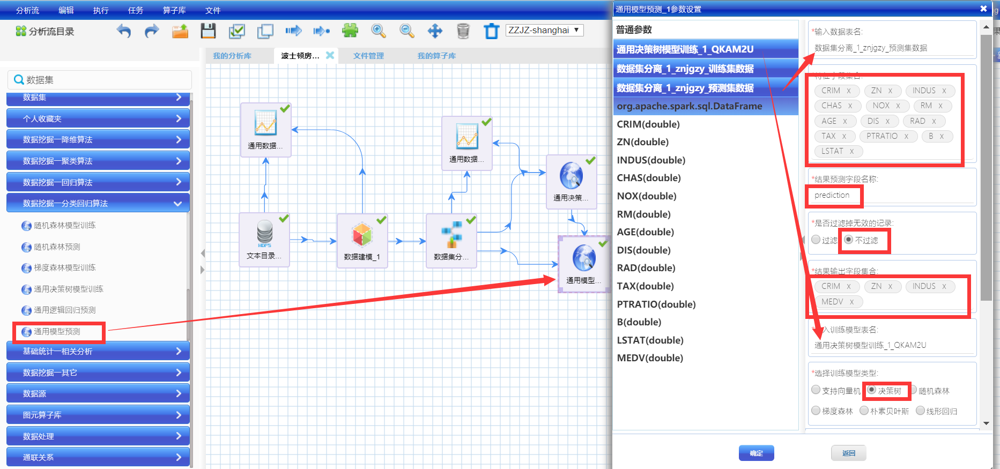 分析流 编辑 执行 任务 算子库 文件
分析流目录
ZZJZ-shanghai
我的分析库 波士顿房... 文件管理 我的算子库
数据集
数据集
个人收藏夹
数据挖掘—降维算法
数据挖掘—聚类算法
数据挖掘—回归算法
数据挖掘—分类回归算法
随机森林模型训练
随机森林预测
梯度森林模型训练
通用决策树模型训练
通用逻辑回归预测
通用模型预测
基础统计—相关分析
数据挖掘—其它
数据源
图元算子库
数据处理
通联关系
通用数据...
通用数据...
通用决策...
HDFS
文本目录...
数据建模_1
数据集分...
通用模型...
通用模型预测_1参数设置
普通参数
通用决策树模型训练_1_QKAM2U
数据集分离_1_znjgzy_训练集数据
数据集分离_1_znjgzy_预测集数据
org.apache.spark.sql.DataFrame
CRIM(double)
ZN(double)
INDUS(double)
CHAS(double)
NOX(double)
RM(double)
AGE(double)
DIS(double)
RAD(double)
TAX(double)
PTRATIO(double)
B(double)
LSTAT(double)
MEDV(double)
*输入数据表名:
数据集分离_1_znjgzy_预测集数据
*特征字段集合:
CRIM x ZN x INDUS x
CHAS x NOX x RM x
AGE x DIS x RAD x
TAX x PTRATIO x B x
LSTAT x
*结果预测字段名称:
prediction
*是否过滤掉无效的记录:
过滤 不过滤
*结果输出字段集合:
CRIM x ZN x INDUS x
MEDV x
入训练模型表名:
通用决策树模型训练_1_QKAM2U
*选择训练模型类型:
支持向量机 决策树 随机森林
梯度森林 朴素贝叶斯 线形回归
确定 返回